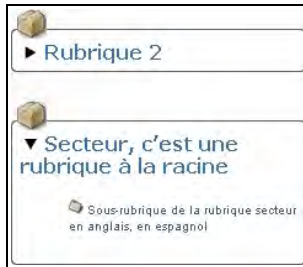 Rubrique 2
Secteur, c'est une
rubrique à la racine
Sous-rubrique de la rubrique secteur
en anglais, en espagnol